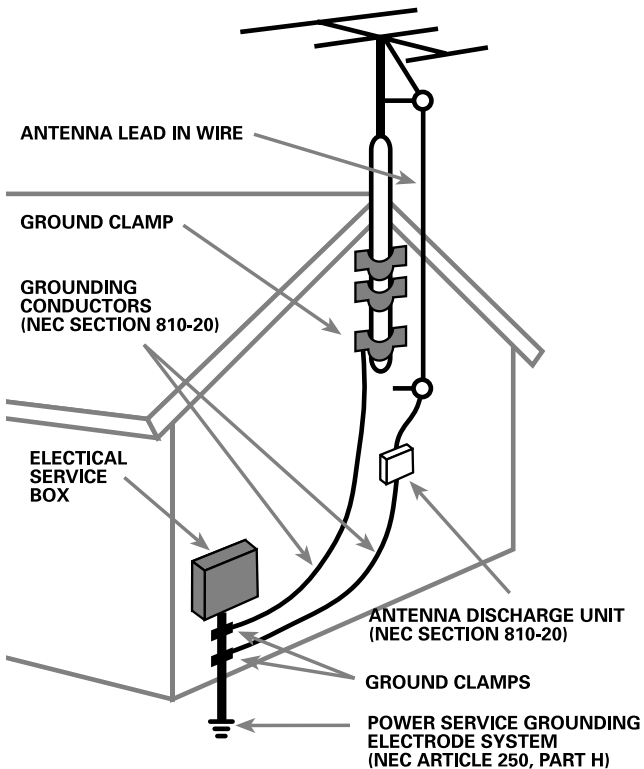 ANTENNA LEAD IN WIRE
GROUND CLAMP
GROUNDING
CONDUCTORS
(NEC SECTION 810-20)
ELECTICAL
SERVICE
BOX
ANTENNA DISCHARGE UNIT
(NEC SECTION 810-20)
GROUND CLAMPS
POWER SERVICE GROUNDING
ELECTRODE SYSTEM
(NEC ARTICLE 250, PART H)